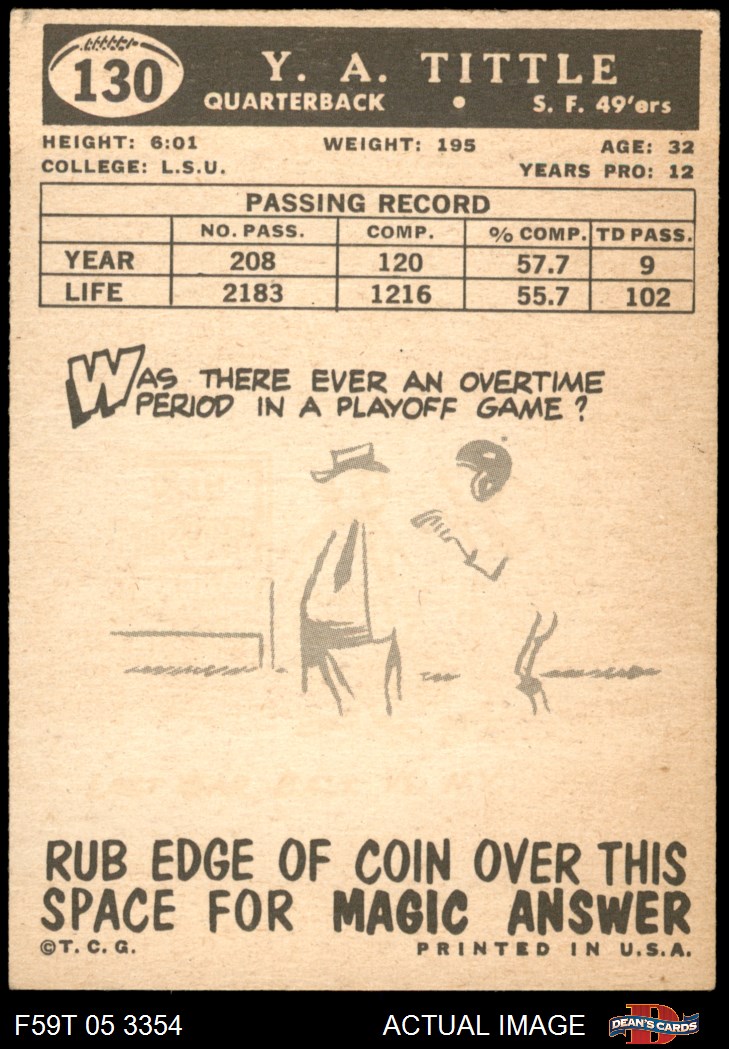 130
Y. A. TITTLE
QUARTERBACK • S. F. 49'ers
HEIGHT: 6:01 WEIGHT: 195 AGE: 32
COLLEGE: L.S.U. YEARS PRO: 12
PASSING RECORD
NO. PASS. COMP. % COMP. TD PASS.
YEAR 208 120 57.7 9
LIFE 2183 1216 55.7 102
WAS THERE EVER AN OVERTIME
PERIOD IN A PLAYOFF GAME?
RUB EDGE OF COIN OVER THIS
SPACE FOR MAGIC ANSWER
©T. C. G. PRINTED IN U.S.A.
F59T 05 3354 ACTUAL IMAGE DEAN'S CARDS